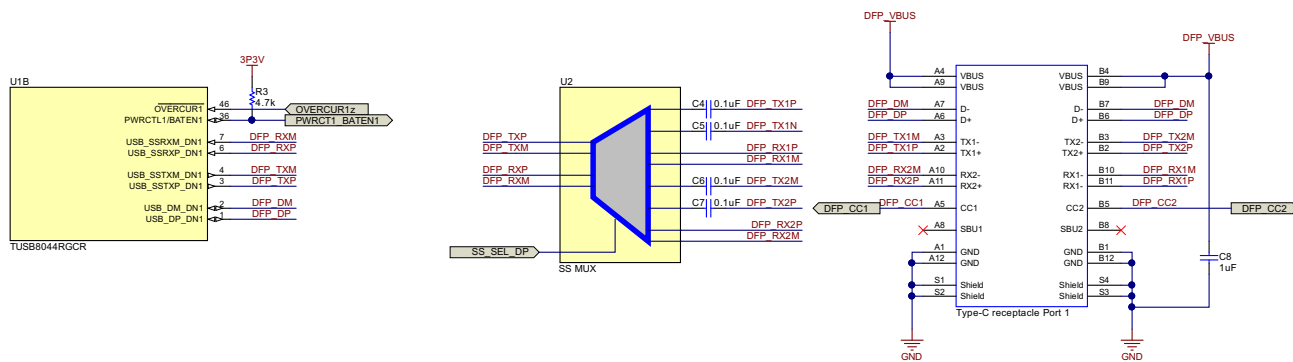 U1B
3P3V
R3
4.7k
OVERCUR1 46 OVERCUR1z
PWRCTL1/BATEN1 36 PWRCT1_BATEN1
USB_SSRXM_DN1 7 DFP_RXM
USB_SSRXP_DN1 6 DFP_RXP
USB_SSTXM_DN1 4 DFP_TXM
USB_SSTXP_DN1 3 DFP_TXP
USB_DM_DN1 2 DFP_DM
USB_DP_DN1 1 DFP_DP
TUSB8044RGCR
U2
DFP_TXP
DFP_TXM
DFP_RXP
DFP_RXM
SS_SEL_DP
C4 0.1uF DFP_TX1P
C5 0.1uF DFP_TX1N
DFP_RX1P
DFP_RX1M
C6 0.1uF DFP_TX2M
C7 0.1uF DFP_TX2P
DFP_RX2P
DFP_RX2M
SS MUX
DFP_VBUS
DFP_VBUS
A4 VBUS VBUS B4
A9 VBUS VBUS B9
DFP_DM A7 D- D- B7 DFP_DM
DFP_DP A6 D+ D+ B6 DFP_DP
DFP_TX1M A3 TX1- TX2- B3 DFP_TX2M
DFP_TX1P A2 TX1+ TX2+ B2 DFP_TX2P
DFP_RX2M A10 RX2- RX1- B10 DFP_RX1M
DFP_RX2P A11 RX2+ RX1- B11 DFP_RX1P
DFP_CC1 DFP_CC1 A5 CC1 CC2 B5 DFP_CC2 DFP_CC2
A8 SBU1 SBU2 B8
A1 GND GND B1
A12 GND GND B12
C8
1uF
S1 Shield Shield S4
S2 Shield Shield S3
Type-C receptacle Port 1
GND
GND